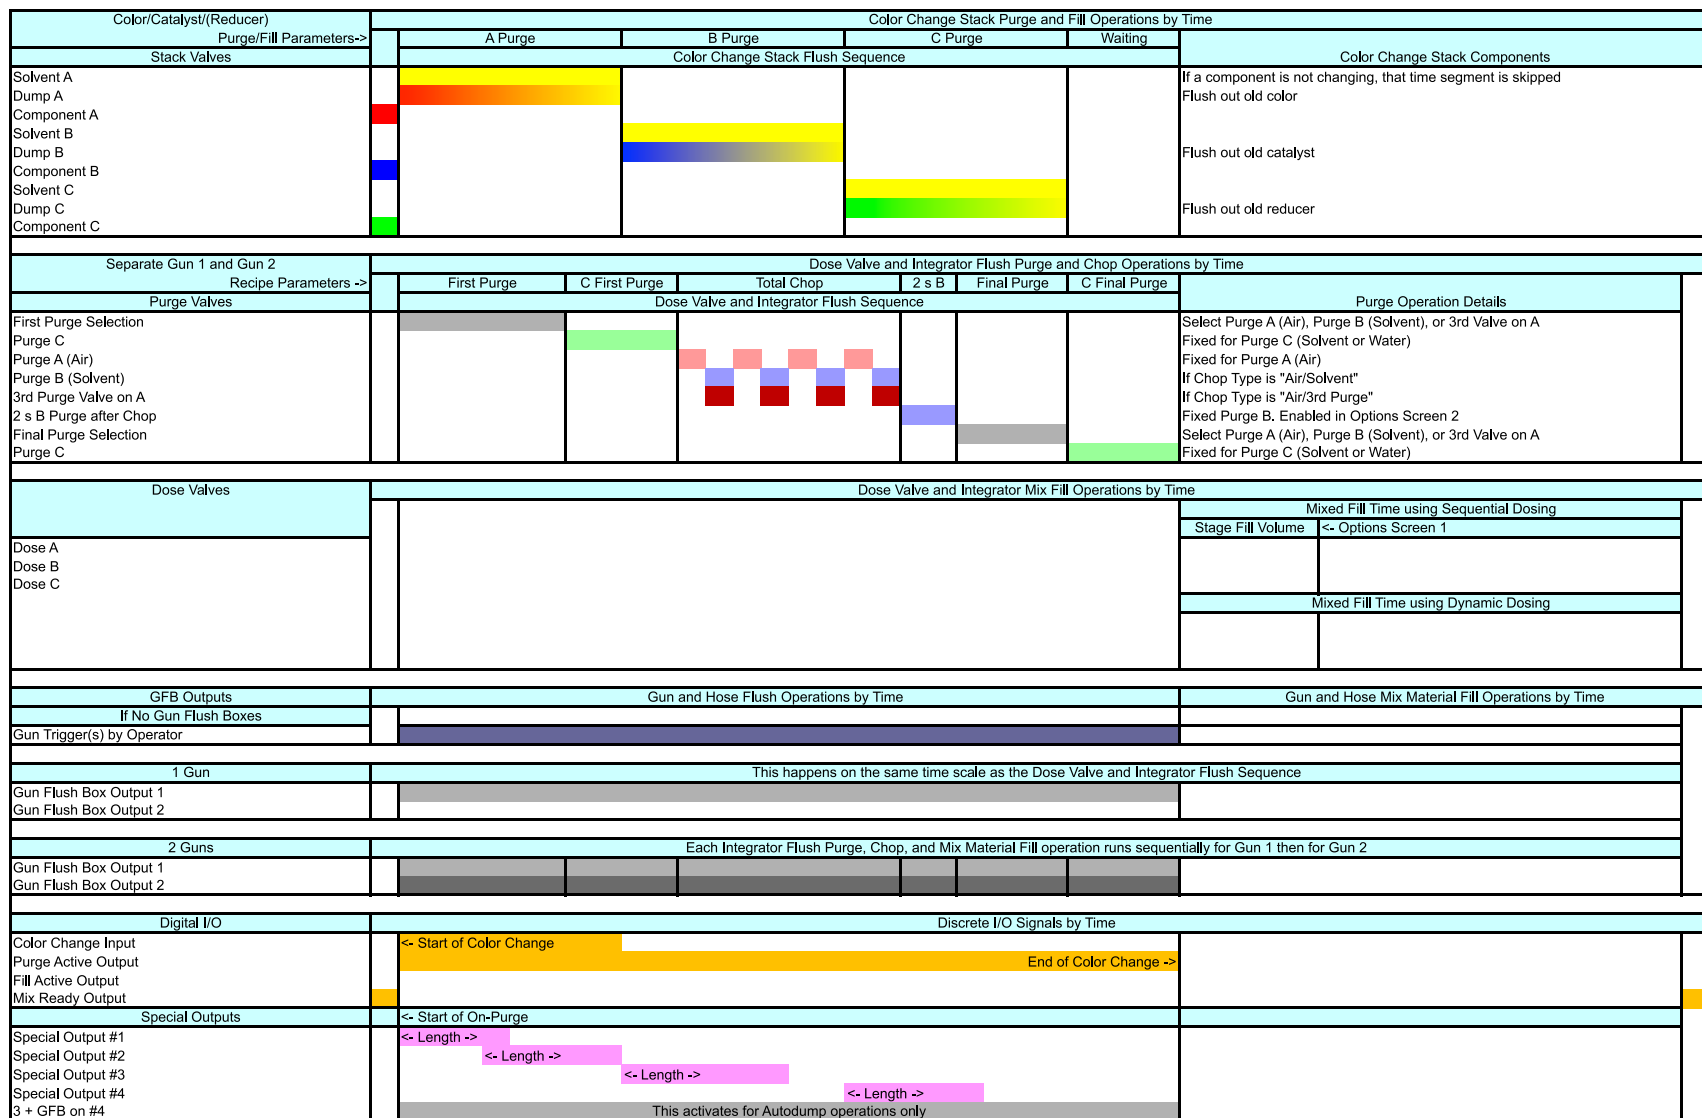 Color/Catalyst/(Reducer)
Color Change Stack Purge and Fill Operations by Time
Purge/Fill Parameters->
A Purge
B Purge
C Purge
Waiting
Stack Valves
Color Change Stack Flush Sequence
Color Change Stack Components
Solvent A
If a component is not changing, that time segment is skipped
Dump A
Flush out old color
Component A
Solvent B
Dump B
Flush out old catalyst
Component B
Solvent C
Dump C
Flush out old reducer
Component C
Separate Gun 1 and Gun 2
Dose Valve and Integrator Flush Purge and Chop Operations by Time
Recipe Parameters ->
First Purge
C First Purge
Total Chop
2 s B
Final Purge
C Final Purge
Purge Valves
Dose Valve and Integrator Flush Sequence
Purge Operation Details
First Purge Selection
Select Purge A (Air), Purge B (Solvent), or 3rd Valve on A
Purge C
Fixed for Purge C (Solvent or Water)
Purge A (Air)
Fixed for Purge A (Air)
Purge B (Solvent)
If Chop Type is "Air/Solvent"
3rd Purge Valve on A
If Chop Type is "Air/3rd Purge"
2 s B Purge after Chop
Fixed Purge B. Enabled in Options Screen 2
Final Purge Selection
Select Purge A (Air), Purge B (Solvent), or 3rd Valve on A
Purge C
Fixed for Purge C (Solvent or Water)
Dose Valves
Dose Valve and Integrator Mix Fill Operations by Time
Mixed Fill Time using Sequential Dosing
Stage Fill Volume
<- Options Screen 1
Dose A
Dose B
Dose C
Mixed Fill Time using Dynamic Dosing
GFB Outputs
Gun and Hose Flush Operations by Time
Gun and Hose Mix Material Fill Operations by Time
If No Gun Flush Boxes
Gun Trigger(s) by Operator
1 Gun
This happens on the same time scale as the Dose Valve and Integrator Flush Sequence
Gun Flush Box Output 1
Gun Flush Box Output 2
2 Guns
Each Integrator Flush Purge, Chop, and Mix Material Fill operation runs sequentially for Gun 1 then for Gun 2
Gun Flush Box Output 1
Gun Flush Box Output 2
Digital I/O
Discrete I/O Signals by Time
Color Change Input
<- Start of Color Change
Purge Active Output
End of Color Change ->
Fill Active Output
Mix Ready Output
Special Outputs
<- Start of On-Purge
Special Output #1
<- Length ->
Special Output #2
<- Length ->
Special Output #3
<- Length ->
Special Output #4
<- Length ->
3 + GFB on #4
This activates for Autodump operations only